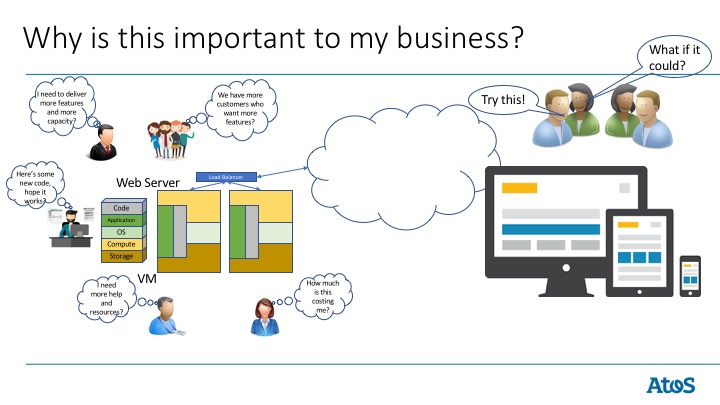 Why is this important to my business?
What if it
could?
Try this!
I need to deliver
more features
and more
capacity?
We have more
customers who
want more
features?
Here's some
new code,
hope it
works?
Web Server
Load Balancer
Code
Application
OS
Compute
Storage
VM
I need
more help
and
resources?
How much
is this
costing
me?
Atos